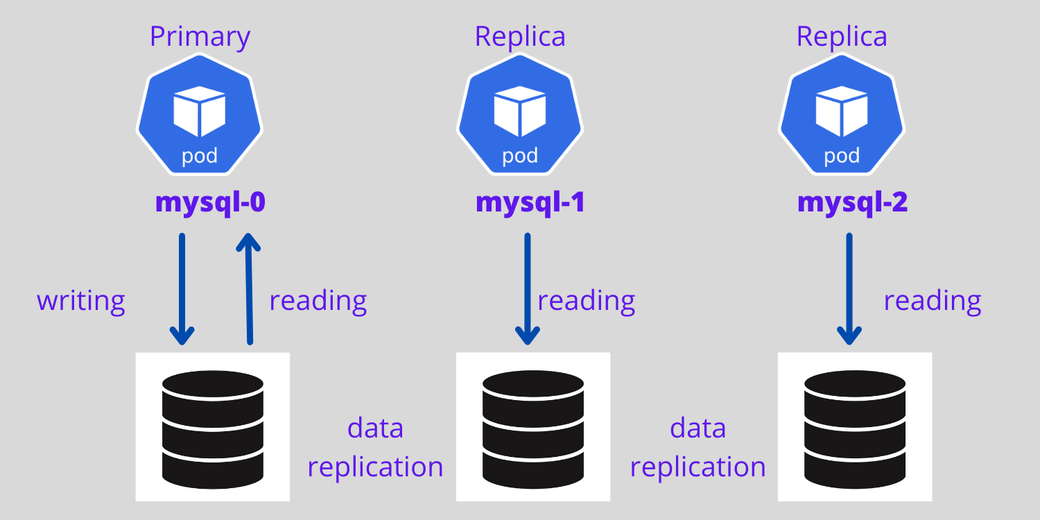 Primary
Replica
Replica
pod
pod
pod
mysql-0
mysql-1
mysql-2
writing
reading
reading
reading
data
replication
data
replication